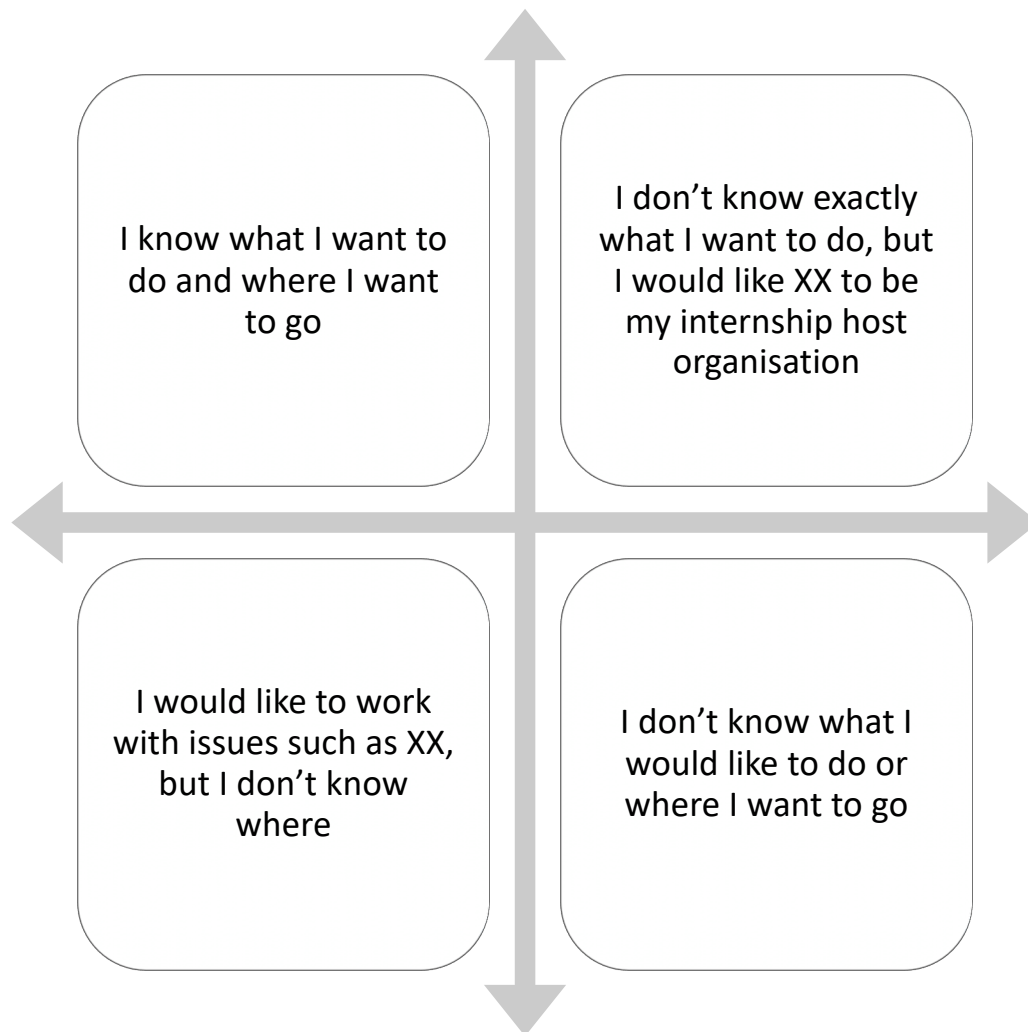 I know what I want to
do and where I want
to go
I don’t know exactly
what I want to do, but
I would like XX to be
my internship host
organisation
I would like to work
with issues such as XX,
but I don’t know
where
I don’t know what I
would like to do or
where I want to go